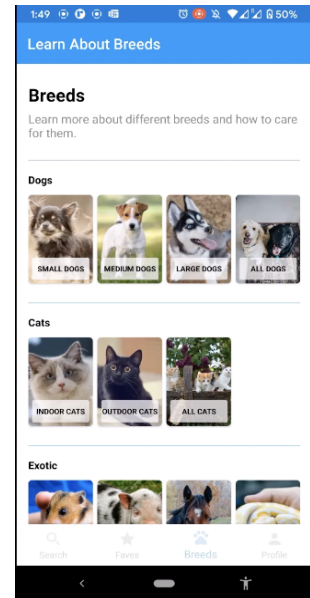 1:49
50%
Learn About Breeds
Breeds
Learn more about different breeds and how to care
for them.
Dogs
SMALL DOGS
MEDIUM DOGS
LARGE DOGS
ALL DOGS
Cats
INDOOR CATS
OUTDOOR CATS
ALL CATS
Exotic
Search
Faves
Breeds
Profile